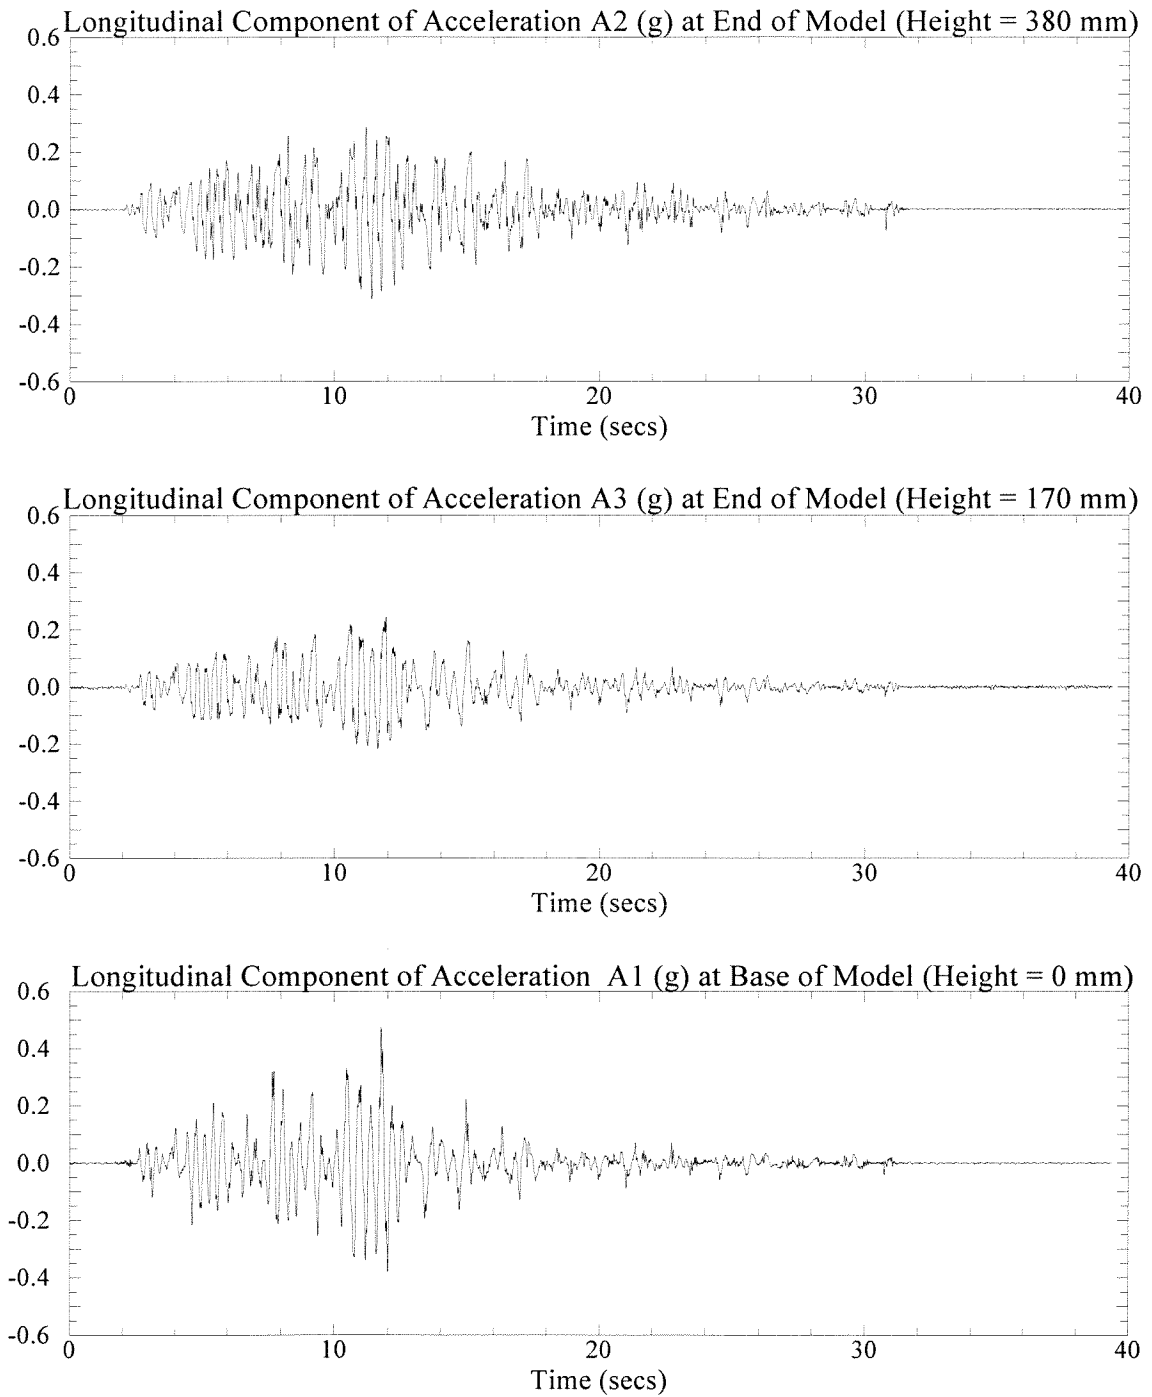 Longitudinal Component of Acceleration A2 (g) at End of Model (Height = 380 mm)
0.6
0.4
0.2
0.0
-0.2
-0.4
-0.6
0 10 20 30 40
Time (secs)
Longitudinal Component of Acceleration A3 (g) at End of Model (Height = 170 mm)
0.6
0.4
0.2
0.0
-0.2
-0.4
-0.6
0 10 20 30 40
Time (secs)
Longitudinal Component of Acceleration A1 (g) at Base of Model (Height = 0 mm)
0.6
0.4
0.2
0.0
-0.2
-0.4
-0.6
0 10 20 30 40
Time (secs)